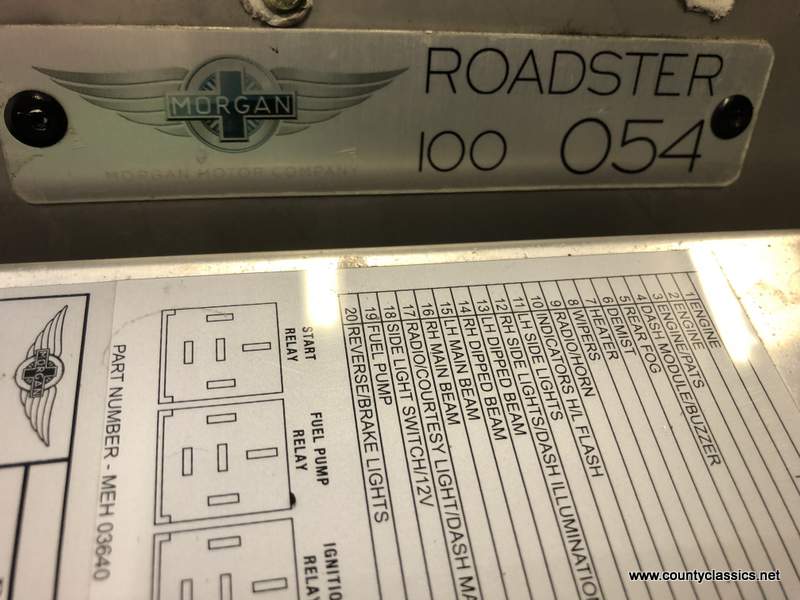 MORGAN
MORGAN MOTOR COMPANY
ROADSTER
100 054
1 ENGINE
2 ENGINE
3 ENGINE/PATS
4 DASH MODULE/BUZZER
5 REAR FOG
6 DEMIST
7 HEATER
8 WIPERS
9 RADIO/HORN
10 INDICATORS H/L FLASH
11 LH SIDE LIGHTS
12 RH SIDE LIGHTS/DASH ILLUMINATION
12 RH DIPPED BEAM
13 LH DIPPED BEAM
14 RH MAIN BEAM
15 LH MAIN BEAM
16 RADIO/COURTESY LIGHT/DASH
17 SIDE LIGHT SWITCH/12V
18 FUEL PUMP
19 REVERSE/BRAKE LIGHTS
20
START
RELAY
FUEL PUMP
RELAY
IGNITIO
RELAY
PART NUMBER - MEH 03640
MORGAN
www.countyclassics.net